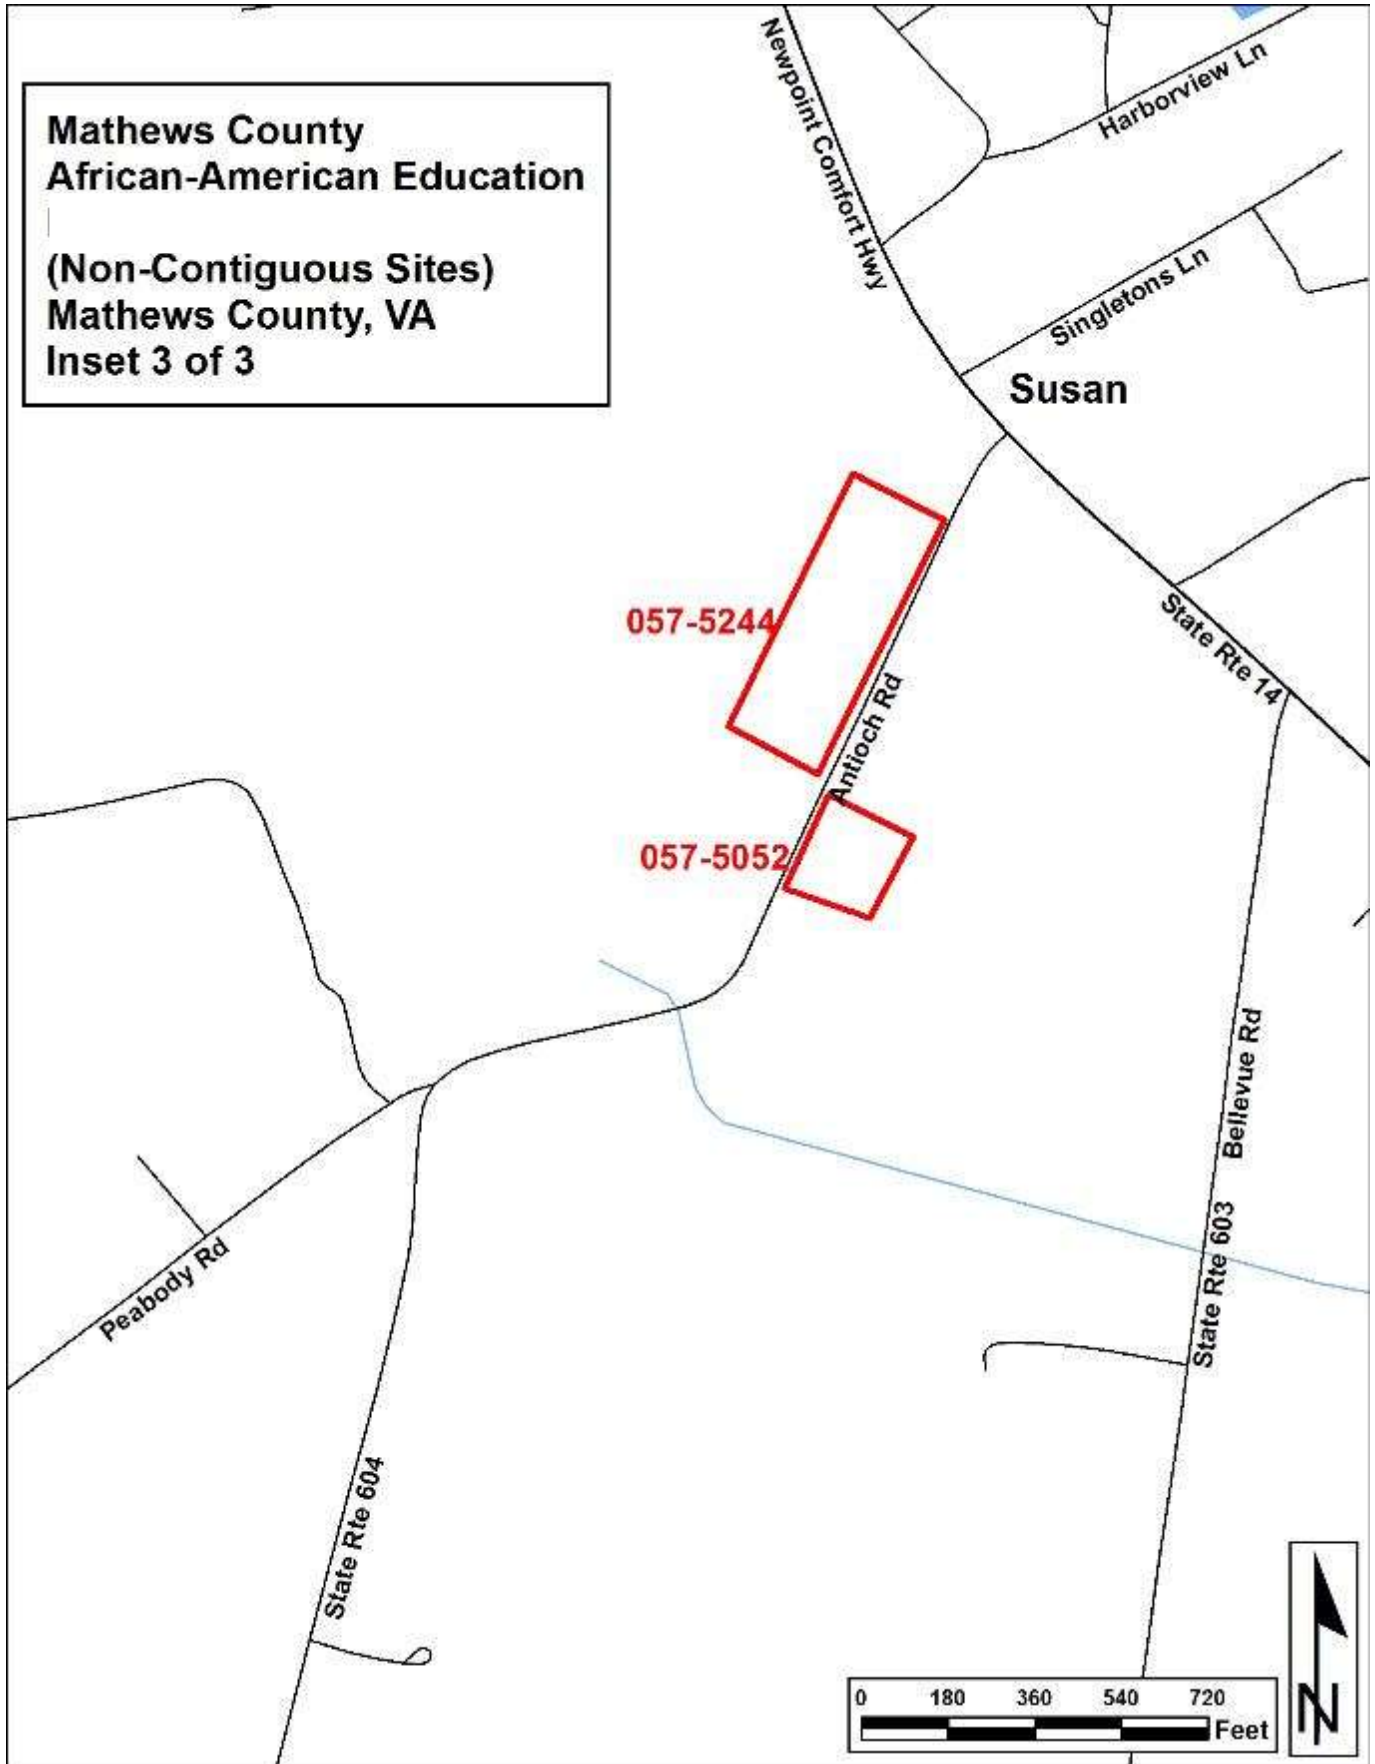 Mathews County
African-American Education
(Non-Contiguous Sites)
Mathews County, VA
Inset 3 of 3
Newpoint Comfort Hwy
Harborview Ln
Singletons Ln
Susan
057-5244
Antioch Rd
State Rte 14
057-5052
Bellevue Rd
State Rte 603
Peabody Rd
State Rte 604
0 180 360 540 720
Feet
N